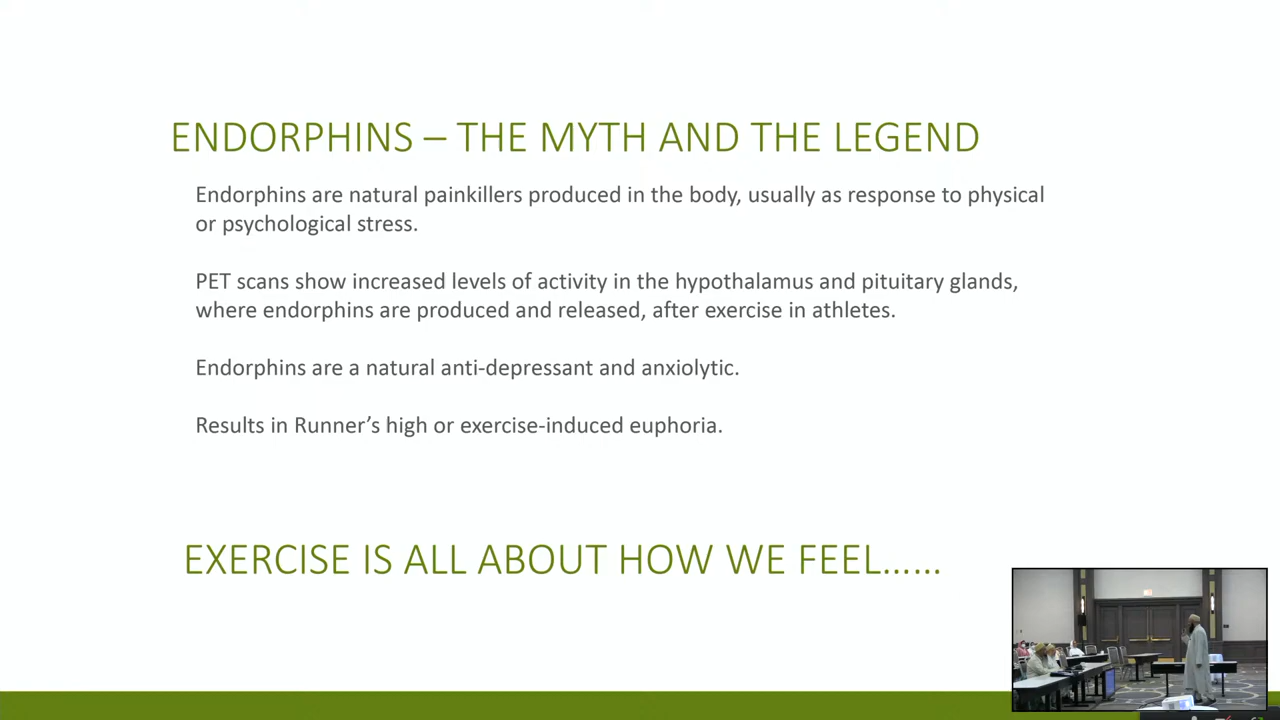 ENDORPHINS – THE MYTH AND THE LEGEND
Endorphins are natural painkillers produced in the body, usually as response to physical
or psychological stress.
PET scans show increased levels of activity in the hypothalamus and pituitary glands,
where endorphins are produced and released, after exercise in athletes.
Endorphins are a natural anti-depressant and anxiolytic.
Results in Runner’s high or exercise-induced euphoria.
EXERCISE IS ALL ABOUT HOW WE FEEL……